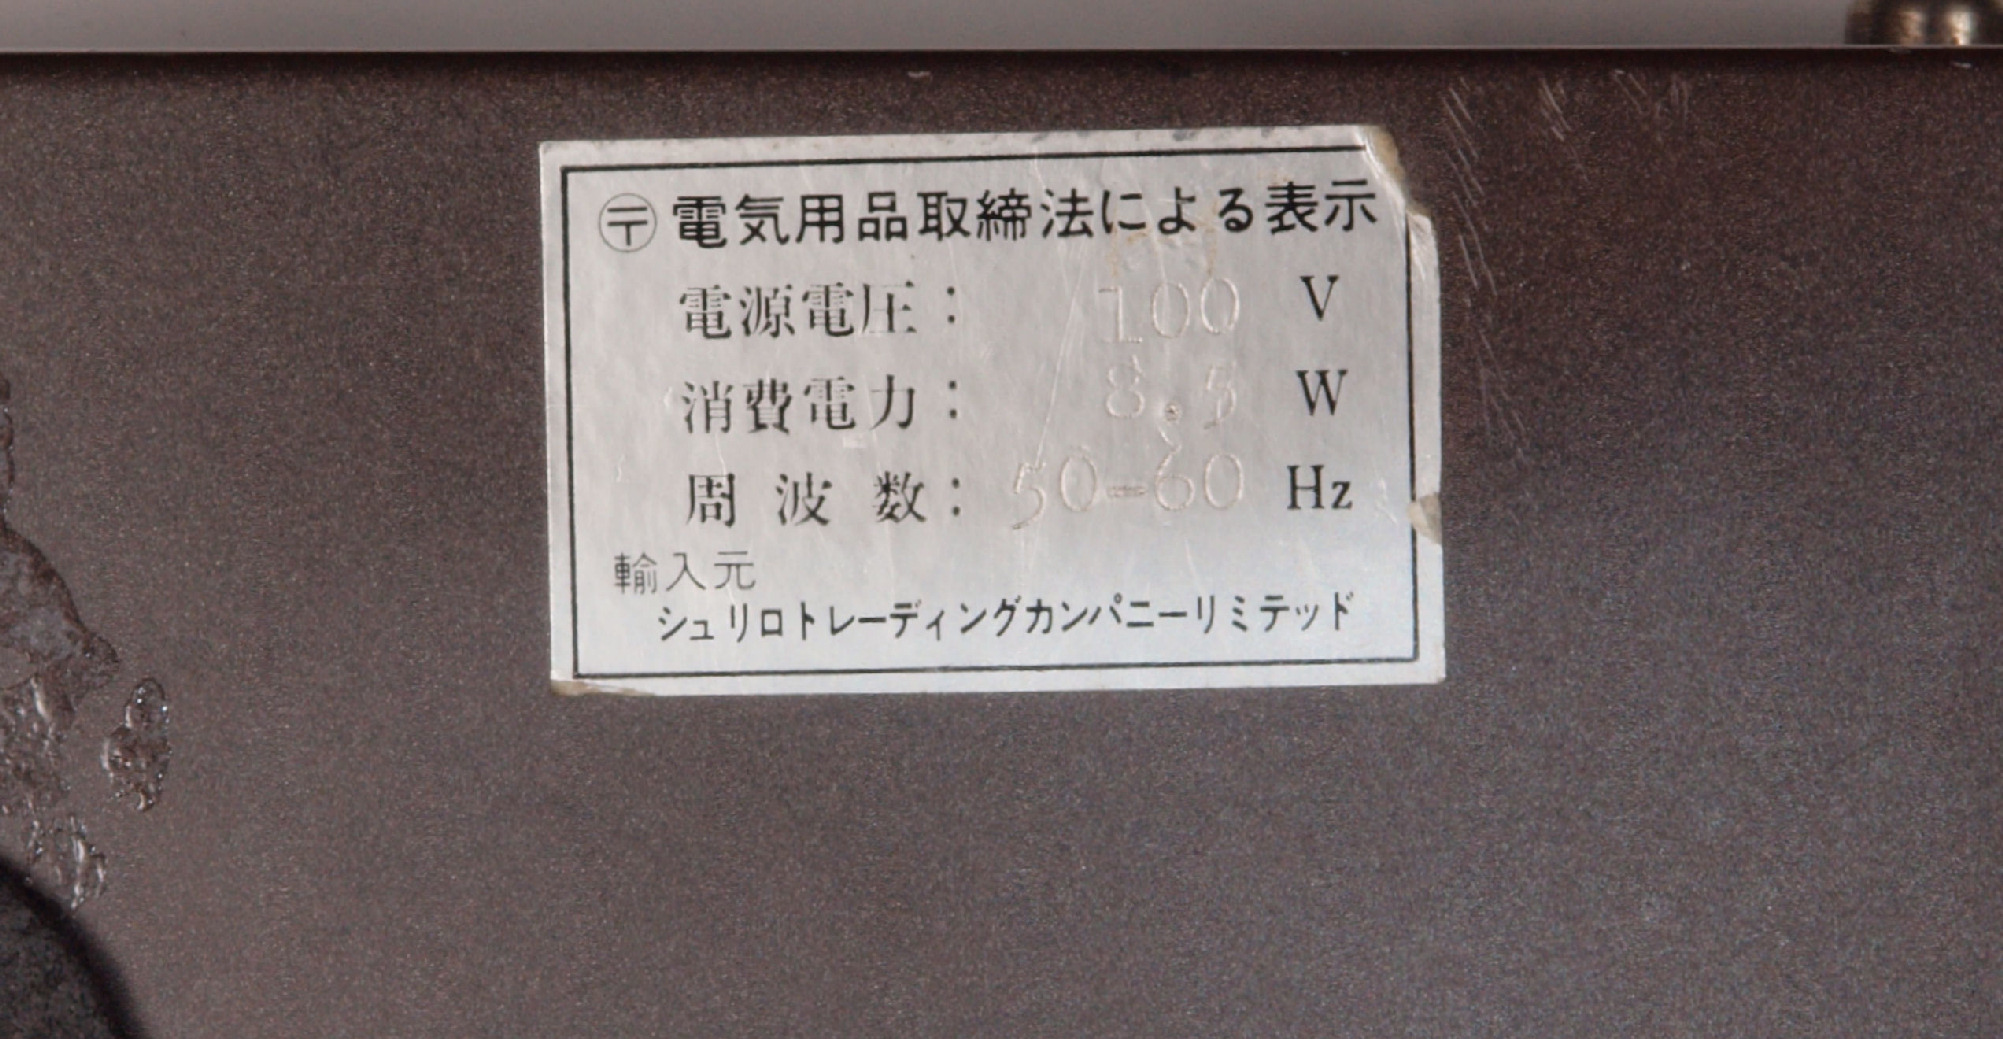 〶電気用品取締法による表示
電源電圧： 100 V
消費電力： 8.5 W
周波数： 50-60 Hz
輸入元
シュリロトレーディングカンパニーリミテッド